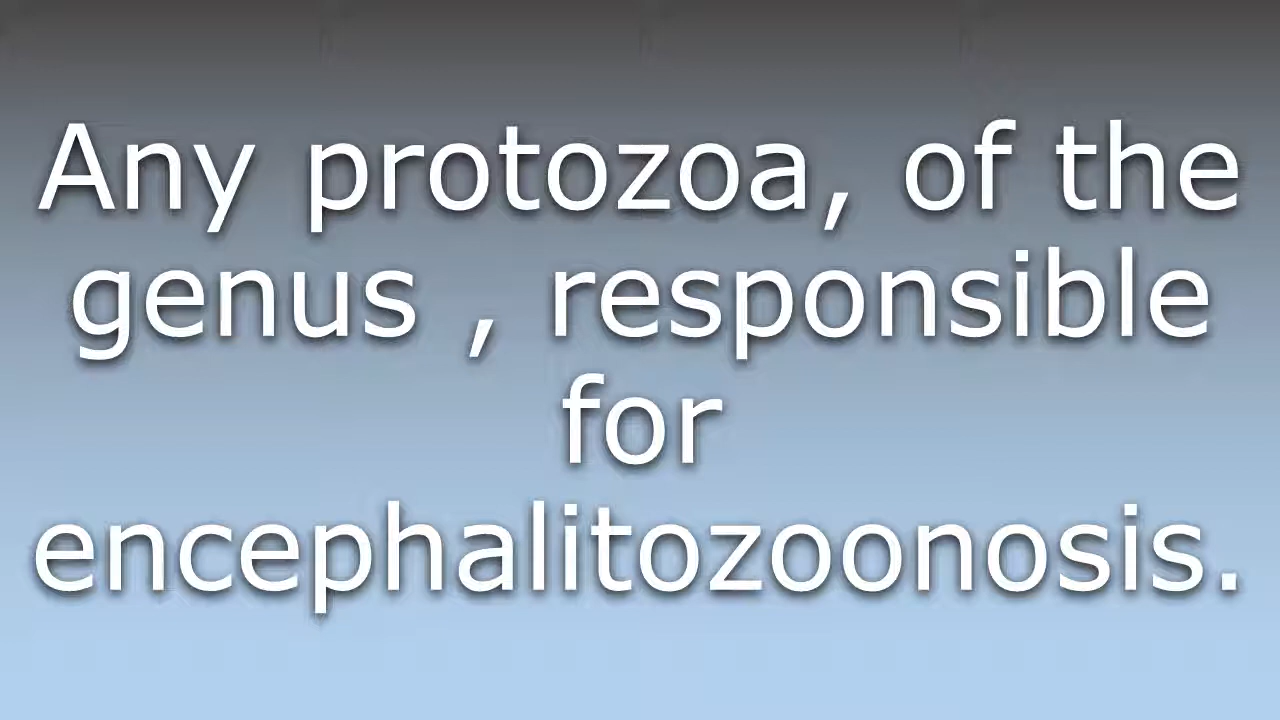 Any protozoa, of the
genus , responsible
for
encephalitozoonosis.